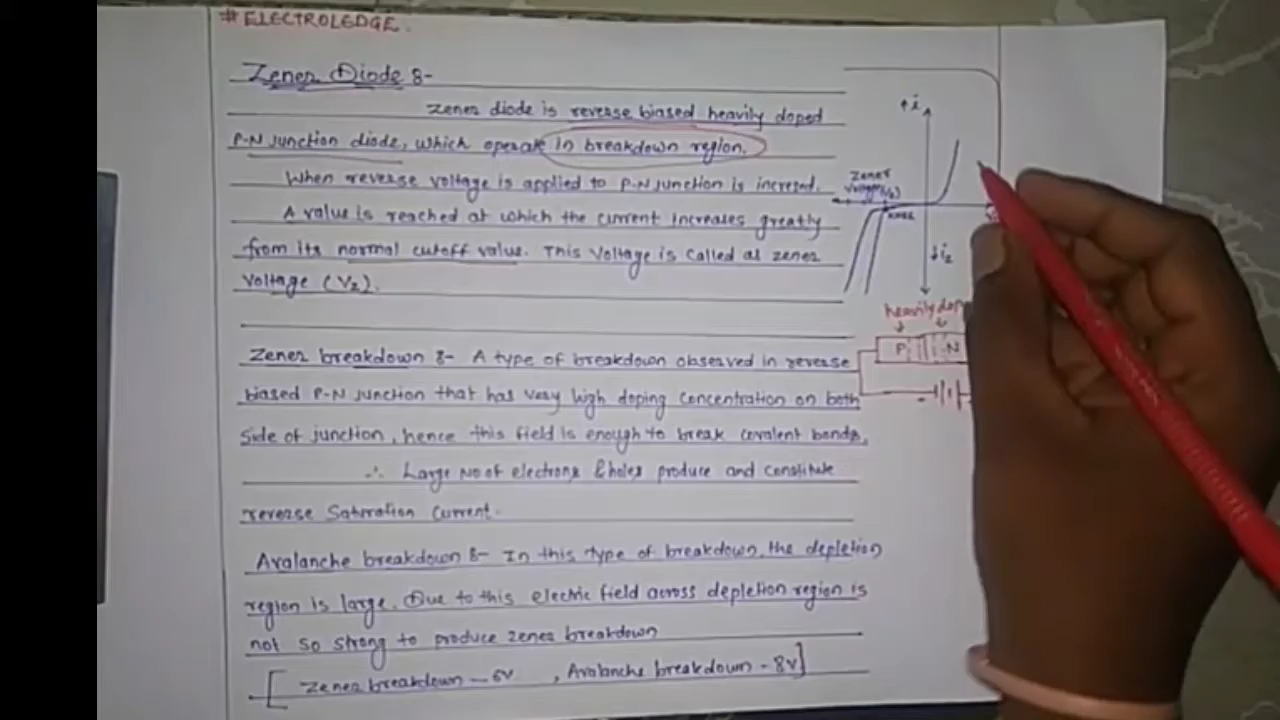 #ELECTROLEDGE.
Zener Diode :-
Zener diode is reverse biased heavily doped
P-N junction diode, which operate in breakdown region.
When reverse voltage is applied to P-N junction is incresed.
A value is reached at which the current increases greatly
from its normal cutoff value. This Voltage is called as zener
Voltage (Vz).
Zener breakdown :- A type of breakdown observed in reverse
biased P-N junction that has very high doping concentration on both
side of junction, hence this field is enough to break covalent bonds.
∴ Large No of electrons & holes produce and constitute
reverse Saturation Current.
Avalanche breakdown :- In this type of breakdown, the depletion
region is large. Due to this electric field across depletion region is
not so strong to produce zener breakdown
[ Zener breakdown - 6V , Avalanche breakdown - 8V ]
↑i
Zener
Voltage(Vz)
knee
↓iz
heavily dop
P N
-